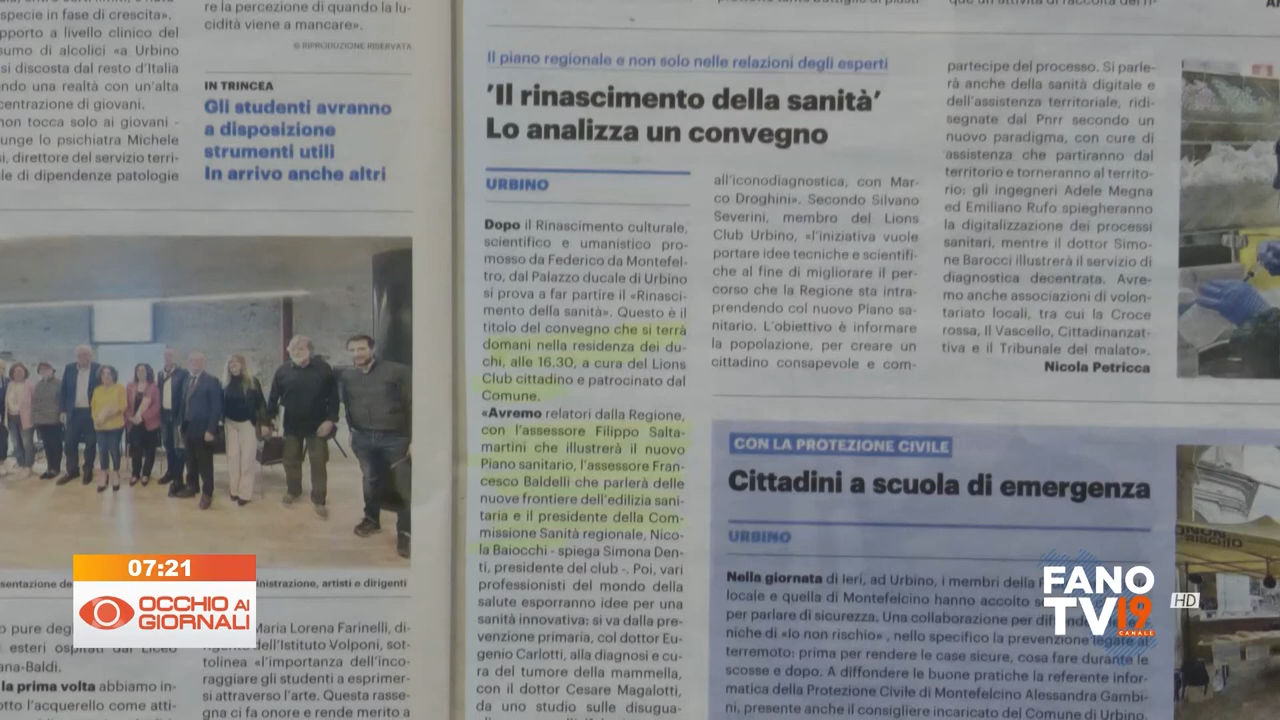 specie in fase di crescita».
pporto a livello clinico del
sumo di alcolici «a Urbino
si discosta dal resto d'Italia
ndo una realtà con un'alta
centrazione di giovani.
non tocca solo ai giovani -
unge lo psichiatra Michele
si, direttore del servizio terri-
le di dipendenze patologie
re la percezione di quando la lu-
cidità viene a mancare».
© RIPRODUZIONE RISERVATA
IN TRINCEA
Gli studenti avranno
a disposizione
strumenti utili
In arrivo anche altri
sentazione de
inistrazione, artisti e dirigenti
o pure deg
esteri ospitati dal Liceo
ana-Baldi.
la prima volta abbiamo in-
otto l'acquerello come atti-
Maria Lorena Farinelli, di-
dell'Istituto Volponi, sot-
tolinea «l'importanza dell'inco-
raggiare gli studenti a esprimer-
si attraverso l'arte. Questa rasse-
gna ci fa onore e rende merito a
Il piano regionale e non solo nelle relazioni degli esperti
'Il rinascimento della sanità'
Lo analizza un convegno
URBINO
Dopo il Rinascimento culturale,
scientifico e umanistico pro-
mosso da Federico da Montefel-
tro, dal Palazzo ducale di Urbino
si prova a far partire il «Rinasci-
mento della sanità». Questo è il
titolo del convegno che si terrà
domani nella residenza dei du-
chi, alle 16.30, a cura del Lions
Club cittadino e patrocinato dal
Comune.
«Avremo relatori dalla Regione,
con l'assessore Filippo Salta-
martini che illustrerà il nuovo
Piano sanitario, l'assessore Fran-
cesco Baldelli che parlerà delle
nuove frontiere dell'edilizia sani-
taria e il presidente della Com-
missione Sanità regionale, Nico-
la Baiocchi - spiega Simona Den-
ti, presidente del club -. Poi, vari
professionisti del mondo della
salute esporranno idee per una
sanità innovativa: si va dalla pre-
venzione primaria, col dottor Eu-
genio Carlotti, alla diagnosi e cu-
ra del tumore della mammella,
con il dottor Cesare Magalotti,
da uno studio sulle disugua-
all'iconodiagnostica, con Mar-
co Droghini». Secondo Silvano
Severini, membro del Lions
Club Urbino, «l'iniziativa vuole
portare idee tecniche e scientifi-
che al fine di migliorare il per-
corso che la Regione sta intra-
prendendo col nuovo Piano sa-
nitario. L'obiettivo è informare
la popolazione, per creare un
cittadino consapevole e com-
partecipe del processo. Si parle-
rà anche della sanità digitale e
dell'assistenza territoriale, ridi-
segnate dal Pnrr secondo un
nuovo paradigma, con cure di
assistenza che partiranno dal
territorio e torneranno al territo-
rio: gli ingegneri Adele Megna
ed Emiliano Rufo spiegheranno
la digitalizzazione dei processi
sanitari, mentre il dottor Simo-
ne Barocci illustrerà il servizio di
diagnostica decentrata. Avre-
mo anche associazioni di volon-
tariato locali, tra cui la Croce
rossa, Il Vascello, Cittadinanzat-
tiva e il Tribunale del malato».
Nicola Petricca
CON LA PROTEZIONE CIVILE
Cittadini a scuola di emergenza
URBINO
Nella giornata di ieri, ad Urbino, i membri della
locale e quella di Montefelcino hanno accolto
per parlare di sicurezza. Una collaborazione per
niche di «Io non rischio» , nello specifico la prevenzione legate al
terremoto: prima per rendere le case sicure, cosa fare durante le
scosse e dopo. A diffondere le buone pratiche la referente infor-
matica della Protezione Civile di Montefelcino Alessandra Gambi-
ni, presente anche il consigliere incaricato del Comune di Urbino,
07:21
OCCHIO AI
GIORNALI
FANO
TV19
CANALE
HD